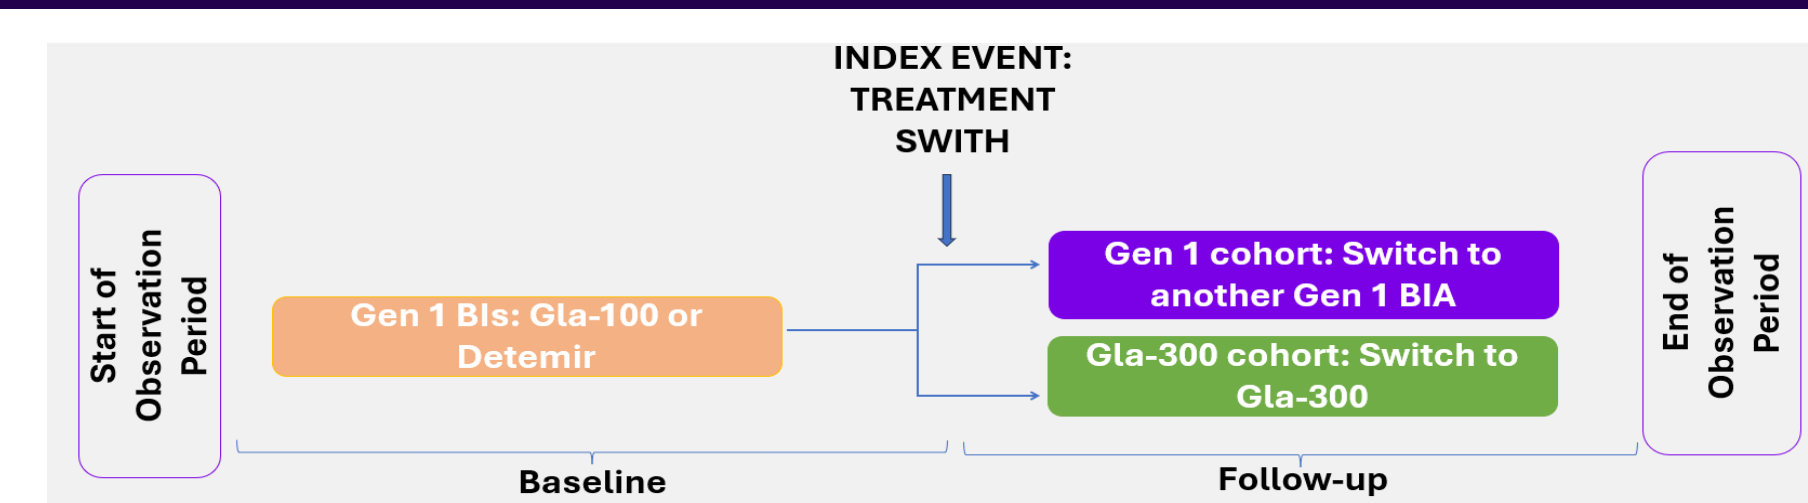 INDEX EVENT:
TREATMENT
SWITH
Start of
Observation
Period
Gen 1 BIs: Gla-100 or
Detemir
Gen 1 cohort: Switch to
another Gen 1 BIA
Gla-300 cohort: Switch to
Gla-300
End of
Observation
Period
Baseline
Follow-up